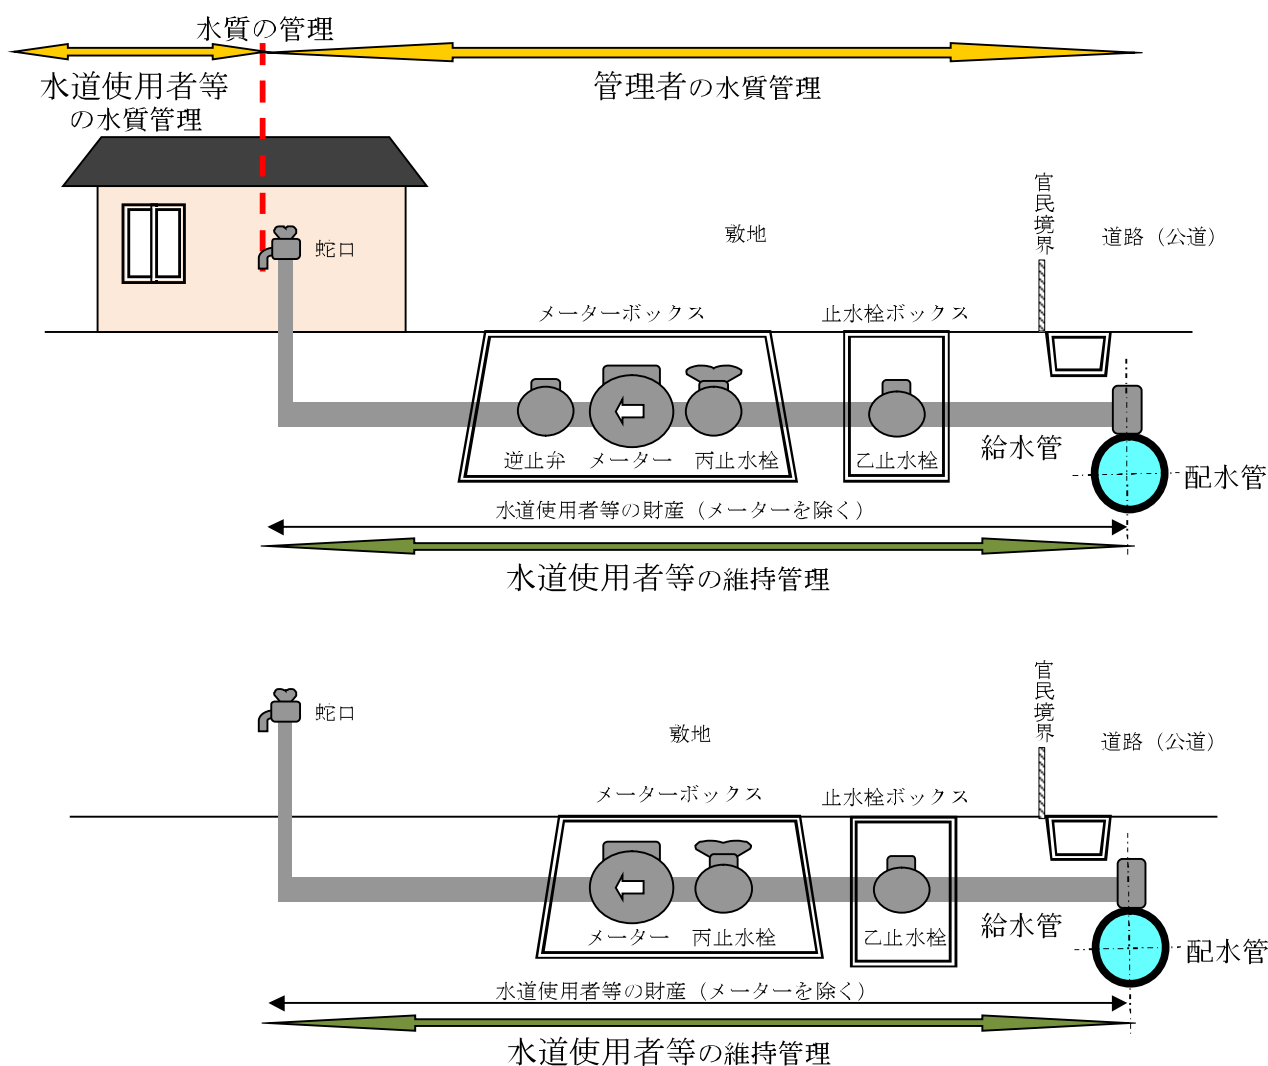 水質の管理
水道使用者等
の水質管理
管理者の水質管理
官民境界
敷地
道路（公道）
蛇口
メーターボックス
止水栓ボックス
給水管
逆止弁
メーター
丙止水栓
乙止水栓
配水管
水道使用者等の財産（メーターを除く）
水道使用者等の維持管理
官民境界
蛇口
敷地
道路（公道）
メーターボックス
止水栓ボックス
給水管
メーター
丙止水栓
乙止水栓
配水管
水道使用者等の財産（メーターを除く）
水道使用者等の維持管理